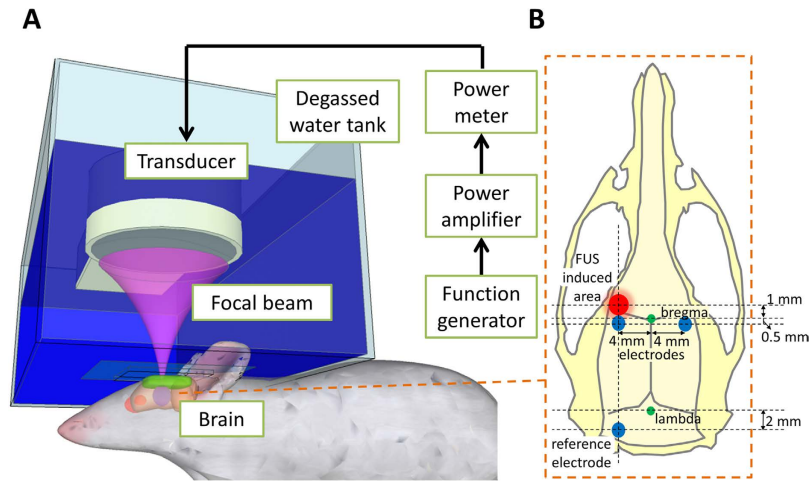 A
B
Degassed
water tank
Transducer
Focal beam
Brain
Power
meter
Power
amplifier
Function
generator
FUS
induced
area
1 mm
bregma
0.5 mm
4 mm
4 mm
electrodes
lambda
2 mm
reference
electrode